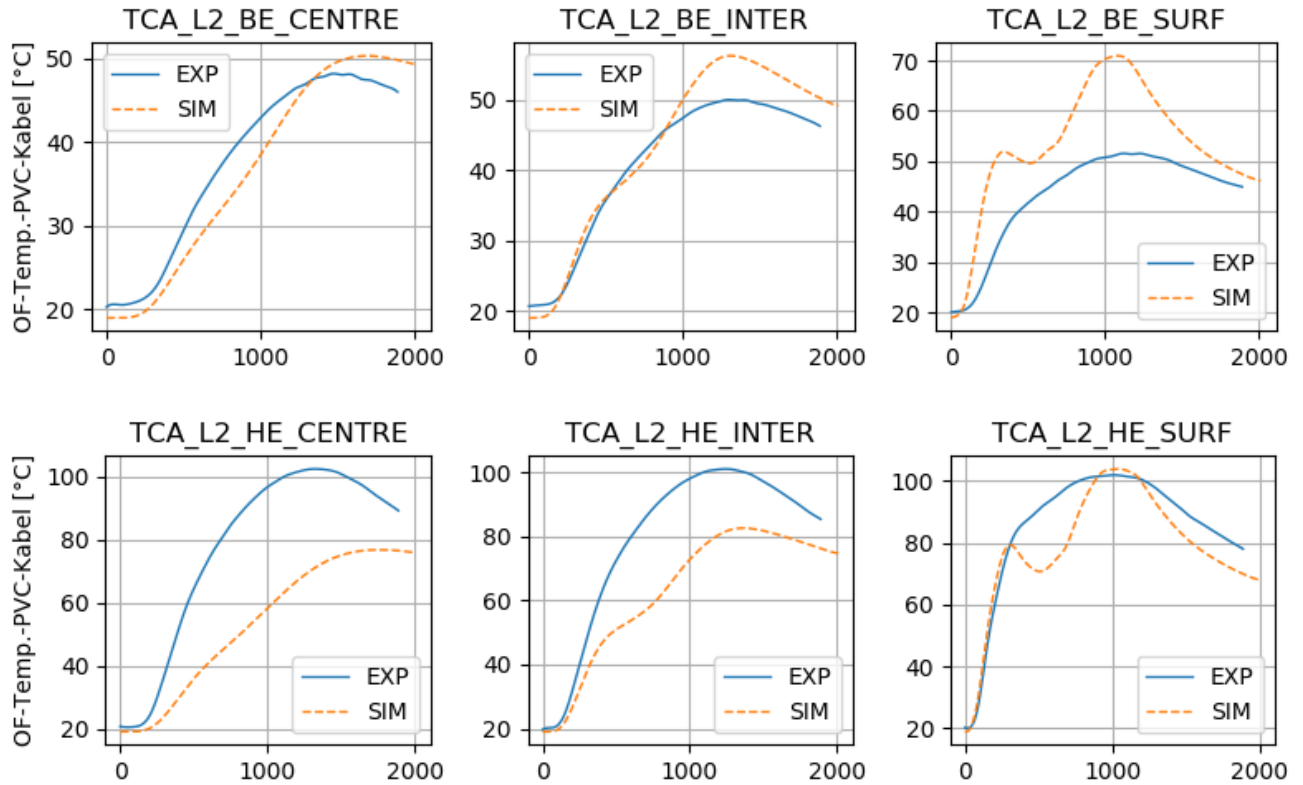 TCA_L2_BE_CENTRE
OF-Temp.-PVC-Kabel [°C]
50
40
30
20
EXP
SIM
0
1000
2000
TCA_L2_BE_INTER
50
40
30
20
EXP
SIM
0
1000
2000
TCA_L2_BE_SURF
70
60
50
40
30
20
EXP
SIM
0
1000
2000
TCA_L2_HE_CENTRE
OF-Temp.-PVC-Kabel [°C]
100
80
60
40
20
EXP
SIM
0
1000
2000
TCA_L2_HE_INTER
100
80
60
40
20
EXP
SIM
0
1000
2000
TCA_L2_HE_SURF
100
80
60
40
20
EXP
SIM
0
1000
2000